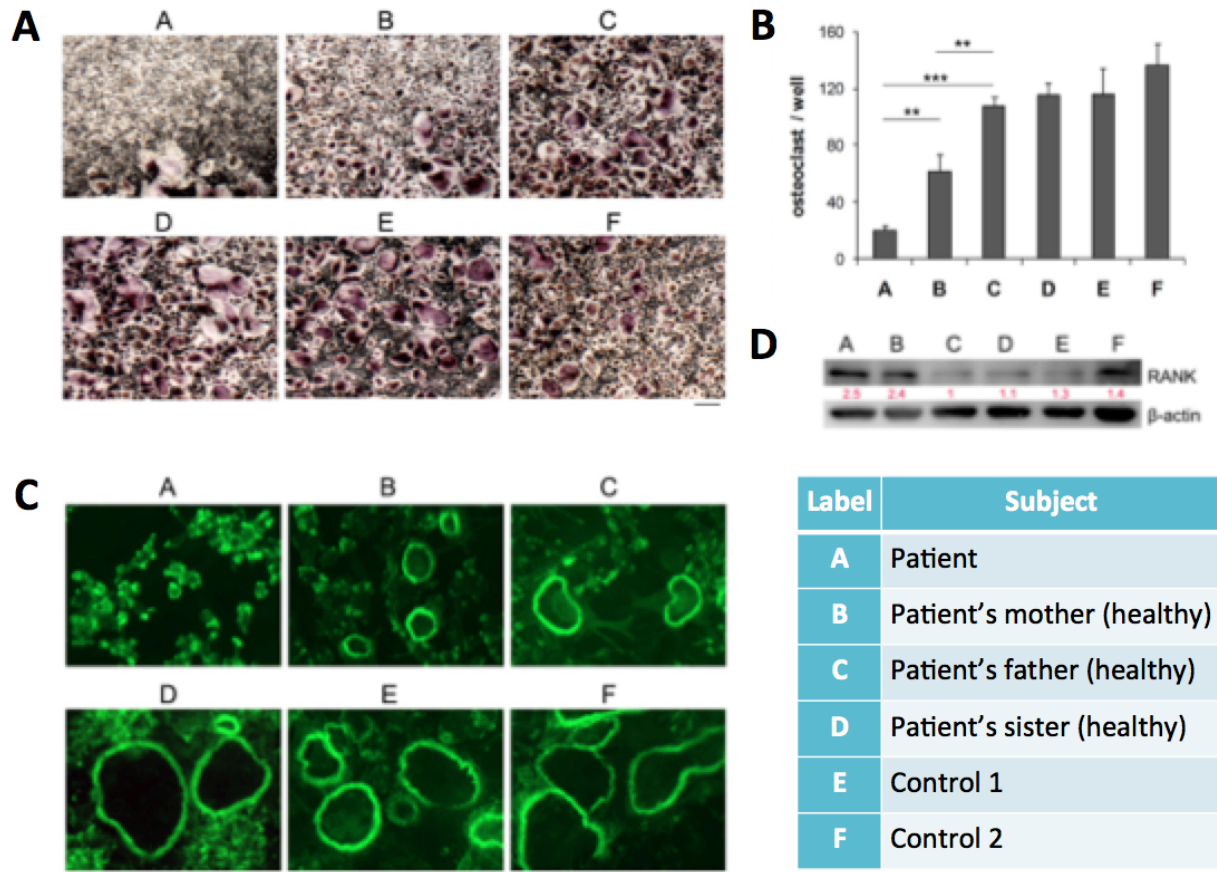 A
A B C
D E F
B
160
120
80
40
0
osteoclast / well
**
***
**
A B C D E F
D
A B C D E F
RANK
2.5 2.4 1 1.1 1.3 1.4
β-actin
C
A B C
D E F
Label Subject
A Patient
B Patient's mother (healthy)
C Patient's father (healthy)
D Patient's sister (healthy)
E Control 1
F Control 2